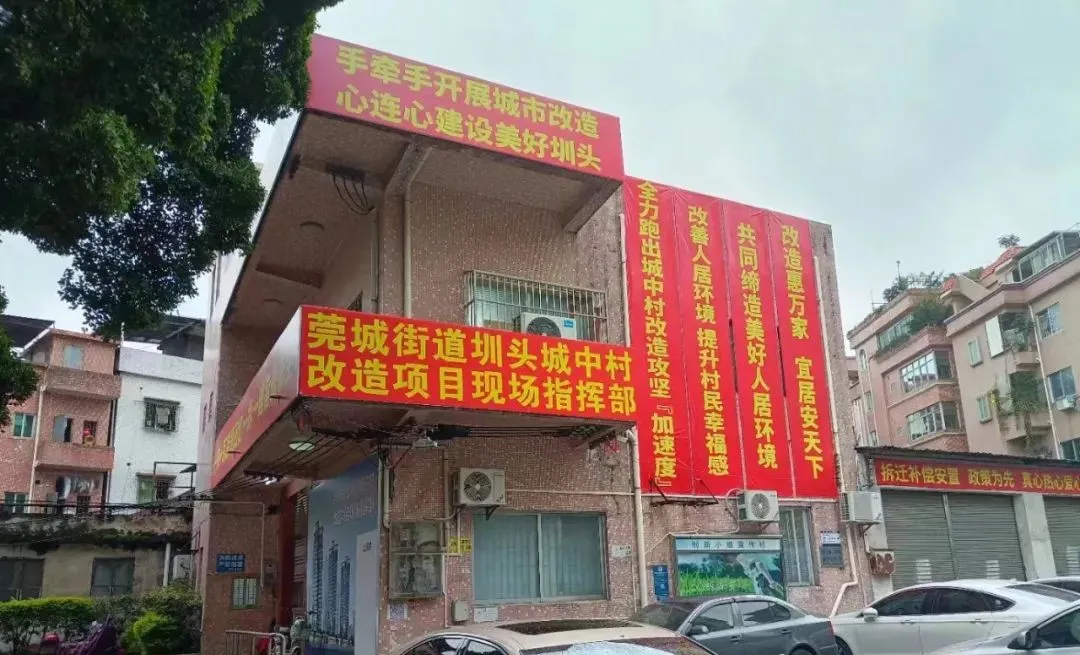 手牵手开展城市改造
心连心建设美好圳头
全力跑出城中村改造攻坚『加速度』
改善人居环境 提升村民幸福感
共同缔造美好人居环境
改造惠万家 宜居安天下
莞城街道圳头城中村
改造项目现场指挥部
拆迁补偿安置 政策为先 真心热心爱心